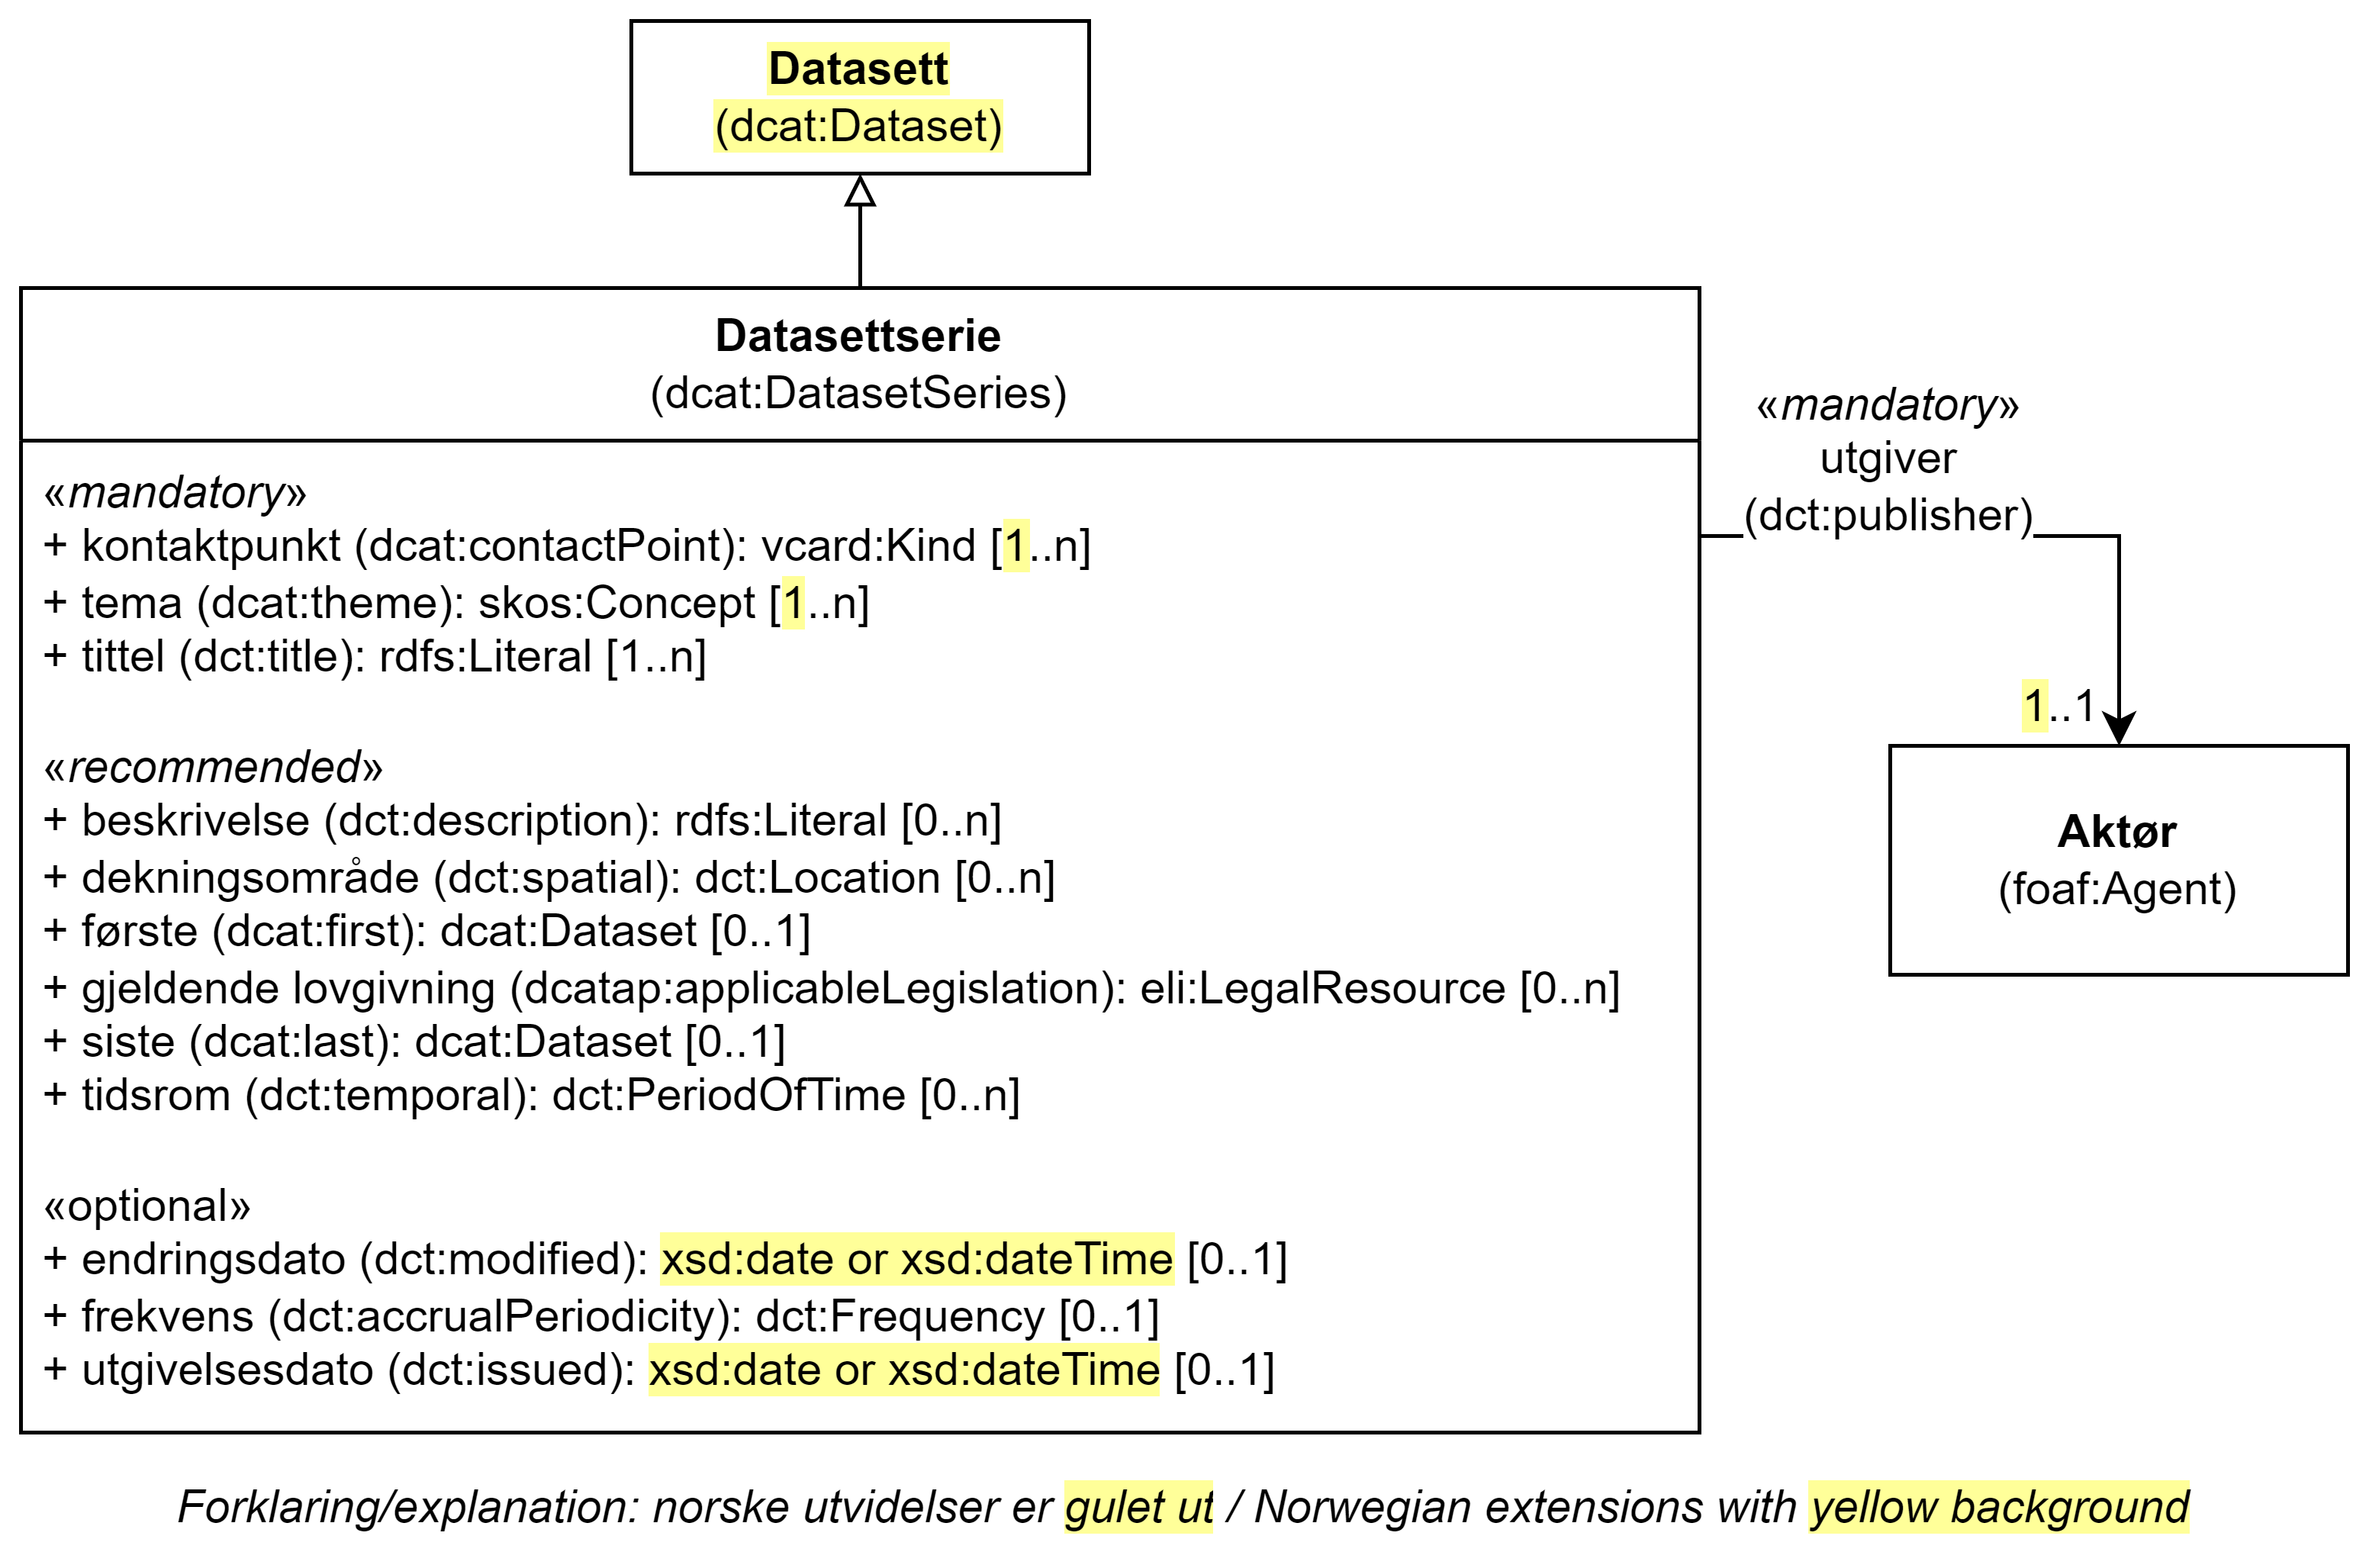 Datasett
(dcat:Dataset)
Datasettserie
(dcat:DatasetSeries)
«mandatory»
+ kontaktpunkt (dcat:contactPoint): vcard:Kind [1..n]
+ tema (dcat:theme): skos:Concept [1..n]
+ tittel (dct:title): rdfs:Literal [1..n]
«recommended»
+ beskrivelse (dct:description): rdfs:Literal [0..n]
+ dekningsområde (dct:spatial): dct:Location [0..n]
+ første (dcat:first): dcat:Dataset [0..1]
+ gjeldende lovgivning (dcatap:applicableLegislation): eli:LegalResource [0..n]
+ siste (dcat:last): dcat:Dataset [0..1]
+ tidsrom (dct:temporal): dct:PeriodOfTime [0..n]
«optional»
+ endringsdato (dct:modified): xsd:date or xsd:dateTime [0..1]
+ frekvens (dct:accrualPeriodicity): dct:Frequency [0..1]
+ utgivelsesdato (dct:issued): xsd:date or xsd:dateTime [0..1]
«mandatory»
utgiver
(dct:publisher)
1..1
Aktør
(foaf:Agent)
Forklaring/explanation: norske utvidelser er gulet ut / Norwegian extensions with yellow background